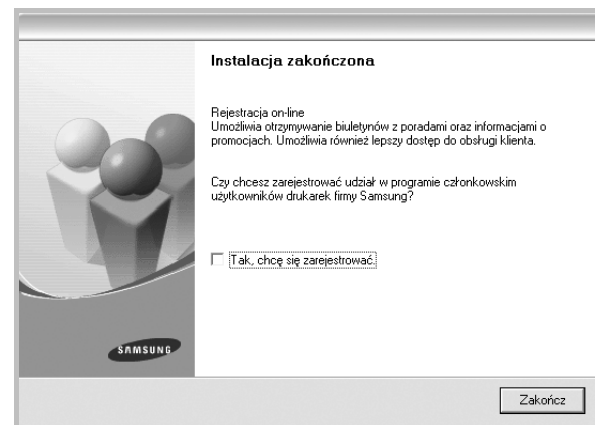 Instalacja zakończona
Rejestracja on-line
Umożliwia otrzymywanie biuletynów z poradami oraz informacjami o
promocjach. Umożliwia również lepszy dostęp do obsługi klienta.
Czy chcesz zarejestrować udział w programie członkowskim
użytkowników drukarek firmy Samsung?
Tak, chcę się zarejestrować.
SAMSUNG
Zakończ